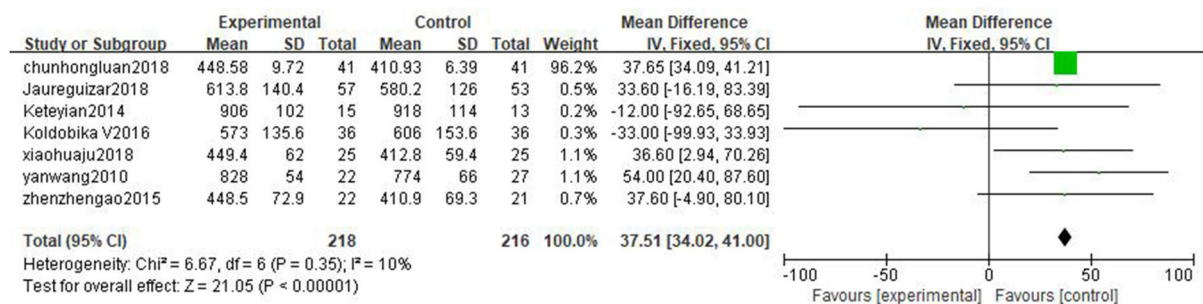 Experimental Control Mean Difference Mean Difference
Study or Subgroup Mean SD Total Mean SD Total Weight IV, Fixed, 95% CI IV, Fixed, 95% CI
chunhongluan2018 448.58 9.72 41 410.93 6.39 41 96.2% 37.65 [34.09, 41.21]
Jaureguizar2018 613.8 140.4 57 580.2 126 53 0.5% 33.60 [-16.19, 83.39]
Keteyian2014 906 102 15 918 114 13 0.2% -12.00 [-92.65, 68.65]
Koldobika V2016 573 135.6 36 606 153.6 36 0.3% -33.00 [-99.93, 33.93]
xiaohuaju2018 449.4 62 25 412.8 59.4 25 1.1% 36.60 [2.94, 70.26]
yanwang2010 828 54 22 774 66 27 1.1% 54.00 [20.40, 87.60]
zhenzhengao2015 448.5 72.9 22 410.9 69.3 21 0.7% 37.60 [-4.90, 80.10]
Total (95% CI) 218 216 100.0% 37.51 [34.02, 41.00]
Heterogeneity: Chi² = 6.67, df = 6 (P = 0.35); I² = 10%
Test for overall effect: Z = 21.05 (P < 0.00001)
-100 -50 0 50 100
Favours [experimental] Favours [control]